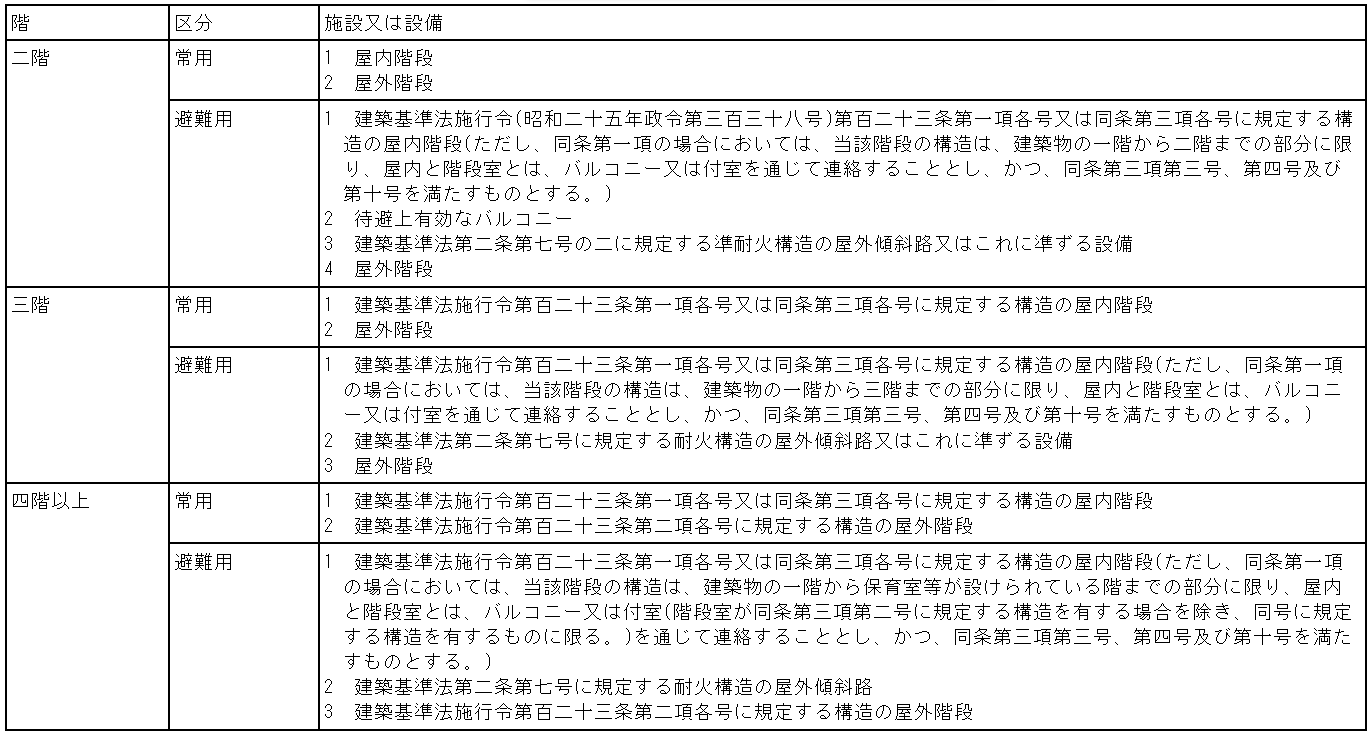 階 区分 施設又は設備
二階 常用 1 屋内階段
2 屋外階段
避難用 1 建築基準法施行令(昭和二十五年政令第三百三十八号)第百二十三条第一項各号又は同条第三項各号に規定する構
造の屋内階段(ただし、同条第一項の場合においては、当該階段の構造は、建築物の一階から二階までの部分に限
り、屋内と階段室とは、バルコニー又は付室を通じて連絡することとし、かつ、同条第三項第三号、第四号及び
第十号を満たすものとする。)
2 待避上有効なバルコニー
3 建築基準法第二条第七号の二に規定する準耐火構造の屋外傾斜路又はこれに準ずる設備
4 屋外階段
三階 常用 1 建築基準法施行令第百二十三条第一項各号又は同条第三項各号に規定する構造の屋内階段
2 屋外階段
避難用 1 建築基準法施行令第百二十三条第一項各号又は同条第三項各号に規定する構造の屋内階段(ただし、同条第一項
の場合においては、当該階段の構造は、建築物の一階から三階までの部分に限り、屋内と階段室とは、バルコニ
ー又は付室を通じて連絡することとし、かつ、同条第三項第三号、第四号及び第十号を満たすものとする。)
2 建築基準法第二条第七号に規定する耐火構造の屋外傾斜路又はこれに準ずる設備
3 屋外階段
四階以上 常用 1 建築基準法施行令第百二十三条第一項各号又は同条第三項各号に規定する構造の屋内階段
2 建築基準法施行令第百二十三条第二項各号に規定する構造の屋外階段
避難用 1 建築基準法施行令第百二十三条第一項各号又は同条第三項各号に規定する構造の屋内階段(ただし、同条第一項
の場合においては、当該階段の構造は、建築物の一階から保育室等が設けられている階までの部分に限り、屋内
と階段室とは、バルコニー又は付室(階段室が同条第三項第二号に規定する構造を有する場合を除き、同号に規定
する構造を有するものに限る。)を通じて連絡することとし、かつ、同条第三項第三号、第四号及び第十号を満た
すものとする。)
2 建築基準法第二条第七号に規定する耐火構造の屋外傾斜路
3 建築基準法施行令第百二十三条第二項各号に規定する構造の屋外階段